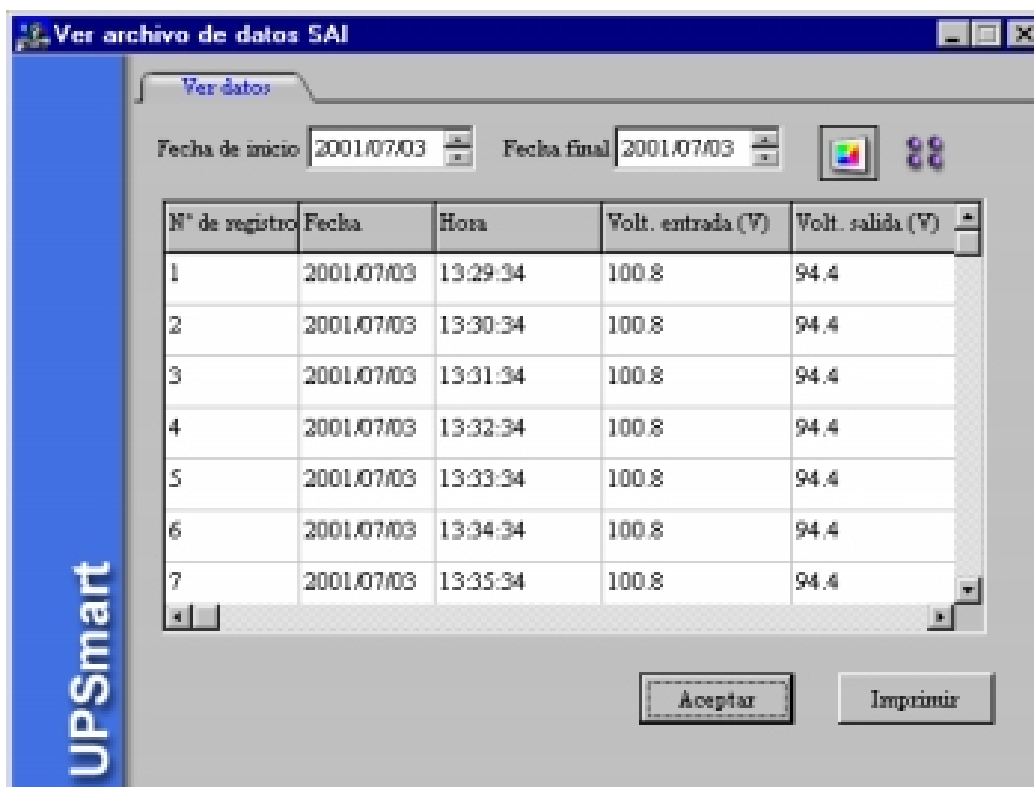 Ver archivo de datos SAI
Ver datos
Fecha de inicio 2001/07/03 Fecha final 2001/07/03
N° de registro Fecha Hora Volt. entrada (V) Volt. salida (V)
1 2001/07/03 13:29:34 100.8 94.4
2 2001/07/03 13:30:34 100.8 94.4
3 2001/07/03 13:31:34 100.8 94.4
4 2001/07/03 13:32:34 100.8 94.4
5 2001/07/03 13:33:34 100.8 94.4
6 2001/07/03 13:34:34 100.8 94.4
7 2001/07/03 13:35:34 100.8 94.4
Aceptar Imprimir
UPSmart